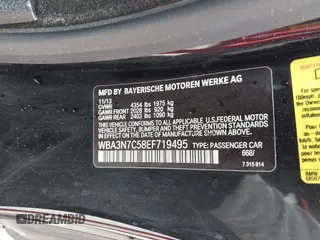 MFD BY BAYERISCHE MOTOREN WERKE AG
11/13
GVWR 4354 lbs 1975 kg
GAWR FRONT 2028 lbs 920 kg
GAWR REAR 2403 lbs 1090 kg
THIS VEHICLE CONFORMS TO ALL APPLICABLE
U.S.FEDERAL MOTOR
VEHICLE SAFETY, BUMPER, AND THEFT PREVENTION
STANDARDS IN EFFECT ON THE DATE OF
MANUFACTURE SHOWN ABOVE.
WBA3N7C58EF719495 TYPE: PASSENGER CAR
668/
7 315 814
DREAMBID
BMW